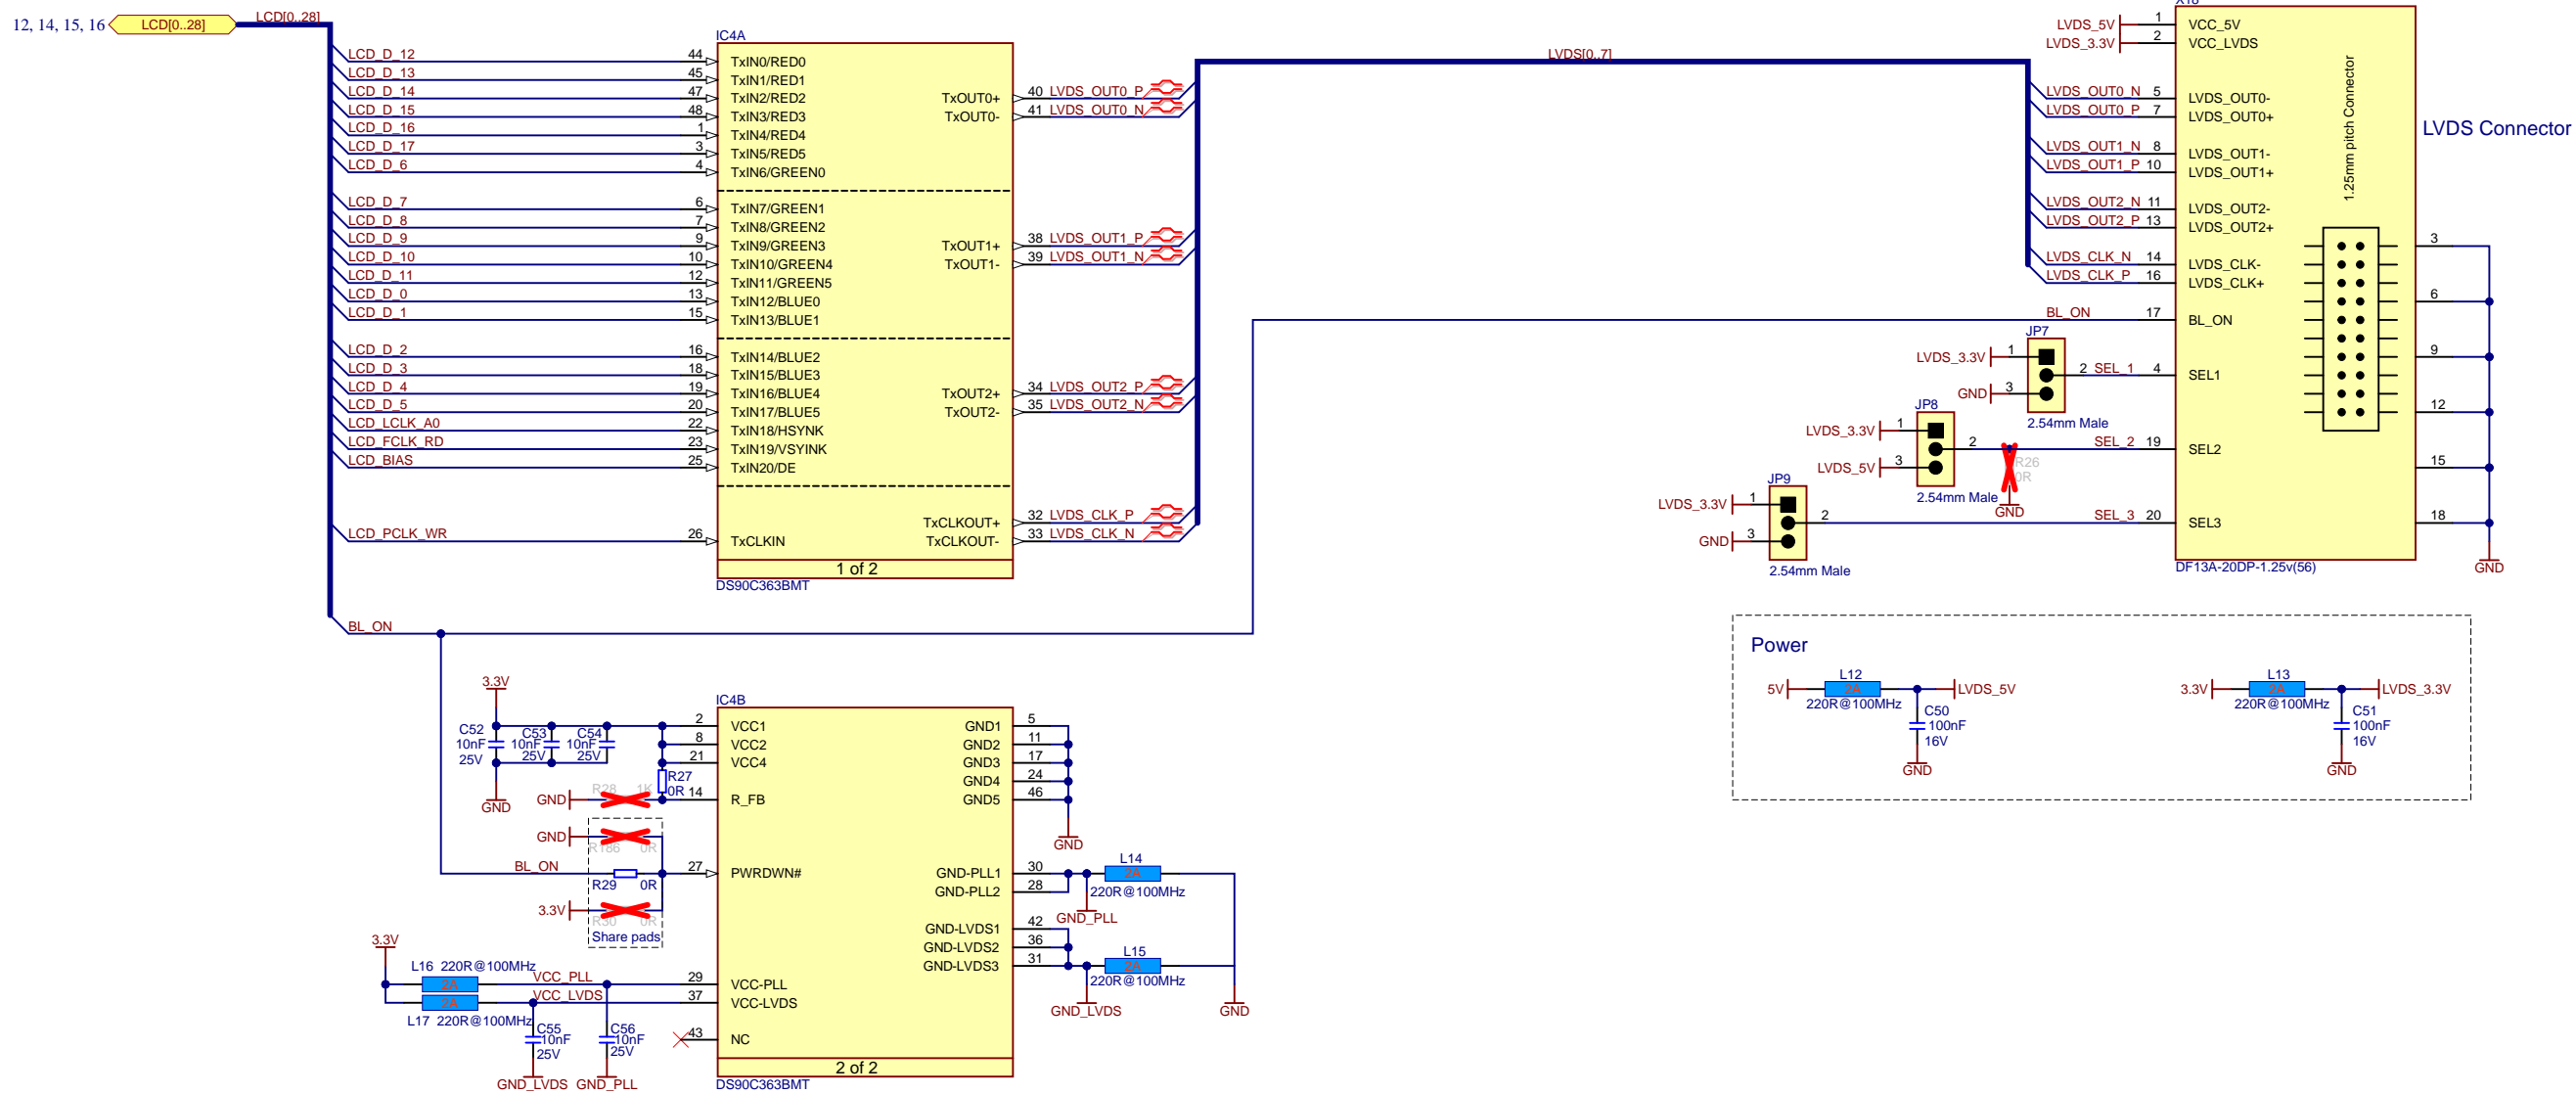 12, 14, 15, 16
LCD[0..28]
LCD[0..28]
IC4A
LCD_D_12 44 TxIN0/RED0
LCD_D_13 45 TxIN1/RED1
LCD_D_14 47 TxIN2/RED2
LCD_D_15 48 TxIN3/RED3
LCD_D_16 1 TxIN4/RED4
LCD_D_17 3 TxIN5/RED5
LCD_D_6 4 TxIN6/GREEN0
LCD_D_7 6 TxIN7/GREEN1
LCD_D_8 7 TxIN8/GREEN2
LCD_D_9 9 TxIN9/GREEN3
LCD_D_10 10 TxIN10/GREEN4
LCD_D_11 12 TxIN11/GREEN5
LCD_D_0 13 TxIN12/BLUE0
LCD_D_1 15 TxIN13/BLUE1
LCD_D_2 16 TxIN14/BLUE2
LCD_D_3 18 TxIN15/BLUE3
LCD_D_4 19 TxIN16/BLUE4
LCD_D_5 20 TxIN17/BLUE5
LCD_LCLK_A0 22 TxIN18/HSYNK
LCD_FCLK_RD 23 TxIN19/VSYINK
LCD_BIAS 25 TxIN20/DE
LCD_PCLK_WR 26 TxCLKIN
TxOUT0+ 40 LVDS_OUT0_P
TxOUT0- 41 LVDS_OUT0_N
TxOUT1+ 38 LVDS_OUT1_P
TxOUT1- 39 LVDS_OUT1_N
TxOUT2+ 34 LVDS_OUT2_P
TxOUT2- 35 LVDS_OUT2_N
TxCLKOUT+ 32 LVDS_CLK_P
TxCLKOUT- 33 LVDS_CLK_N
1 of 2
DS90C363BMT
LVDS[0..7]
X18
LVDS_5V 1 VCC_5V
LVDS_3.3V 2 VCC_LVDS
LVDS_OUT0_N 5 LVDS_OUT0-
LVDS_OUT0_P 7 LVDS_OUT0+
LVDS_OUT1_N 8 LVDS_OUT1-
LVDS_OUT1_P 10 LVDS_OUT1+
LVDS_OUT2_N 11 LVDS_OUT2-
LVDS_OUT2_P 13 LVDS_OUT2+
LVDS_CLK_N 14 LVDS_CLK-
LVDS_CLK_P 16 LVDS_CLK+
BL_ON 17 BL_ON
1.25mm pitch Connector
LVDS Connector
3
6
9
12
15
18
GND
JP7
LVDS_3.3V 1
2 SEL_1 4 SEL1
GND 3
2.54mm Male
JP8
LVDS_3.3V 1
2 SEL_2 19 SEL2
LVDS_5V 3
2.54mm Male
R26
0R
GND
JP9
LVDS_3.3V 1
2 SEL_3 20 SEL3
GND 3
2.54mm Male
DF13A-20DP-1.25v(56)
BL_ON
Power
5V L12 2A LVDS_5V
220R@100MHz
C50
100nF
16V
GND
3.3V L13 2A LVDS_3.3V
220R@100MHz
C51
100nF
16V
GND
IC4B
3.3V
C52
10nF
25V
C53
10nF
25V
C54
10nF
25V
GND
2 VCC1
8 VCC2
21 VCC4
R27
0R
GND R28 1K 14 R_FB
GND
R186 0R
BL_ON 27 PWRDWN#
R29 0R
3.3V
R30 0R
Share pads
3.3V
L16 220R@100MHz
2A VCC_PLL 29 VCC-PLL
2A VCC_LVDS 37 VCC-LVDS
L17 220R@100MHz
C55
10nF
25V
C56
10nF
25V
GND_LVDS GND_PLL
43 NC
GND1 5
GND2 11
GND3 17
GND4 24
GND5 46
GND
GND-PLL1 30
GND-PLL2 28
L14
2A
220R@100MHz
GND_PLL
GND-LVDS1 42
GND-LVDS2 36
GND-LVDS3 31
L15
2A
220R@100MHz
GND_LVDS
GND
2 of 2
DS90C363BMT